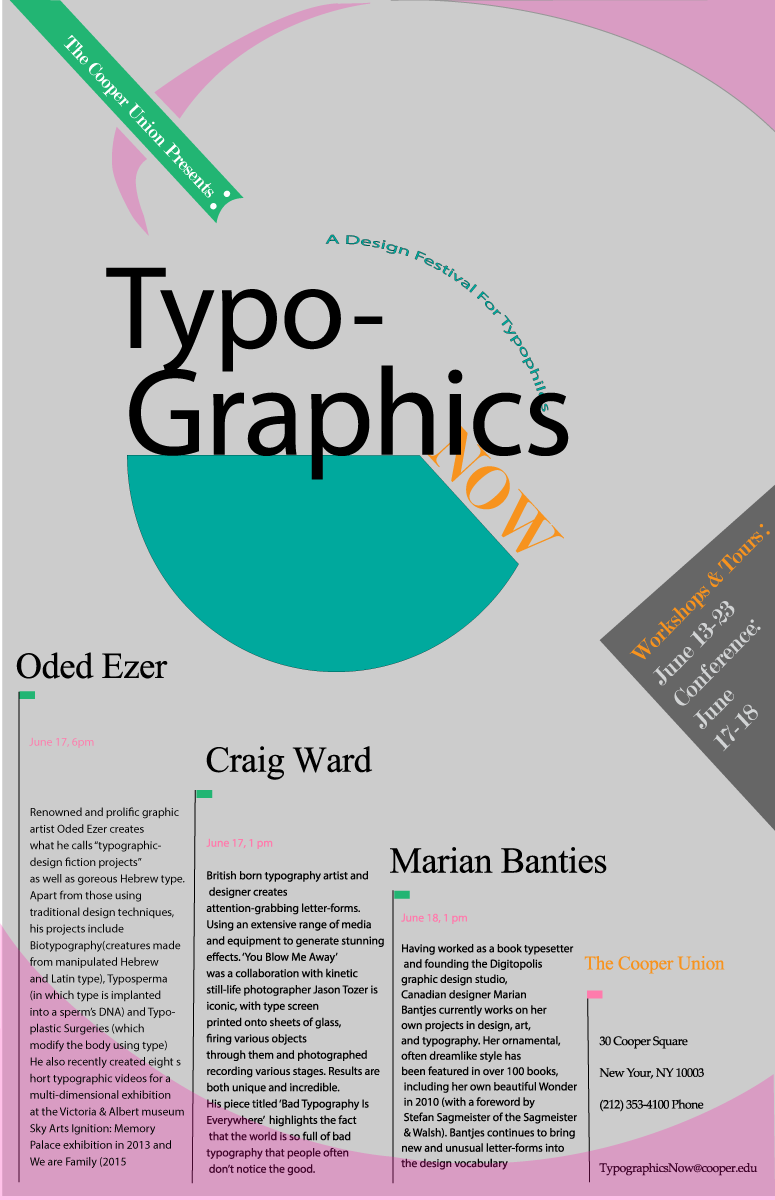 The Cooper Union Presents
A Design Festival For Typophiles
Typo-
Graphics
NOW
Workshops & Tours:
June 13-23
Conference:
June
17-18
Oded Ezer
June 17, 6pm
Renowned and prolific graphic
artist Oded Ezer creates
what he calls "typographic-
design fiction projects"
as well as goreous Hebrew type.
Apart from those using
traditional design techniques,
his projects include
Biotypography(creatures made
from manipulated Hebrew
and Latin type), Typosperma
(in which type is implanted
into a sperm's DNA) and Typo-
plastic Surgeries (which
modify the body using type)
He also recently created eight s
hort typographic videos for a
multi-dimensional exhibition
at the Victoria & Albert museum
Sky Arts Ignition: Memory
Palace exhibition in 2013 and
We are Family (2015
Craig Ward
June 17, 1 pm
British born typography artist and
designer creates
attention-grabbing letter-forms.
Using an extensive range of media
and equipment to generate stunning
effects. 'You Blow Me Away'
was a collaboration with kinetic
still-life photographer Jason Tozer is
iconic, with type screen
printed onto sheets of glass,
firing various objects
through them and photographed
recording various stages. Results are
both unique and incredible.
His piece titled 'Bad Typography Is
Everywhere' highlights the fact
that the world is so full of bad
typography that people often
don't notice the good.
Marian Banties
June 18, 1 pm
Having worked as a book typesetter
and founding the Digitopolis
graphic design studio,
Canadian designer Marian
Bantjes currently works on her
own projects in design, art,
and typography. Her ornamental,
often dreamlike style has
been featured in over 100 books,
including her own beautiful Wonder
in 2010 (with a foreword by
Stefan Sagmeister of the Sagmeister
& Walsh). Bantjes continues to bring
new and unusual letter-forms into
the design vocabulary
The Cooper Union
30 Cooper Square
New Your, NY 10003
(212) 353-4100 Phone
TypographicsNow@cooper.edu